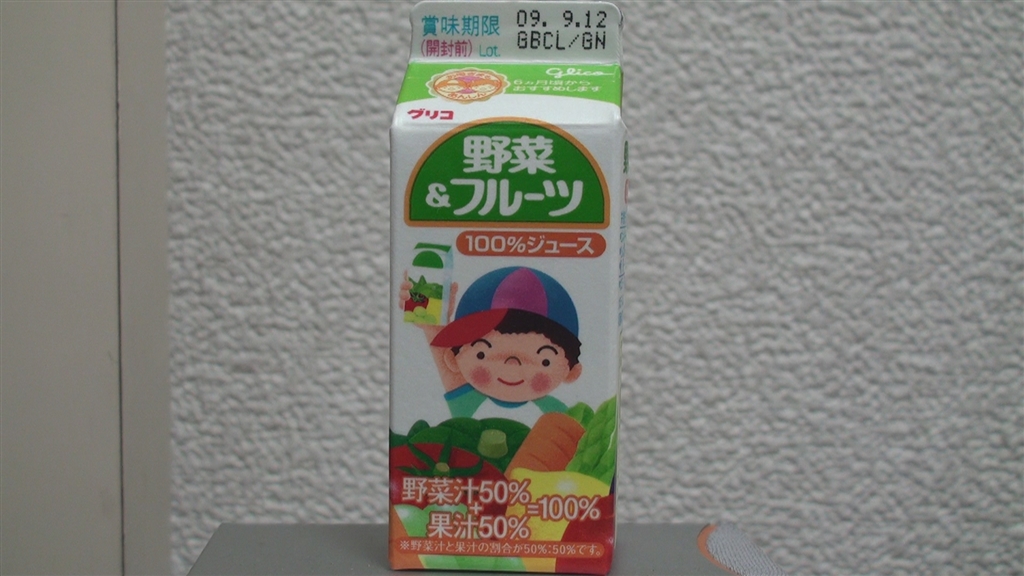 賞味期限 09. 9.12
(開封前) Lot. GBCL/GN
glico
6ヵ月頃から
おすすめします
グリコ
野菜
&フルーツ
100%ジュース
野菜汁50%
+
果汁50%
=100%
※野菜汁と果汁の割合が50%:50%です。